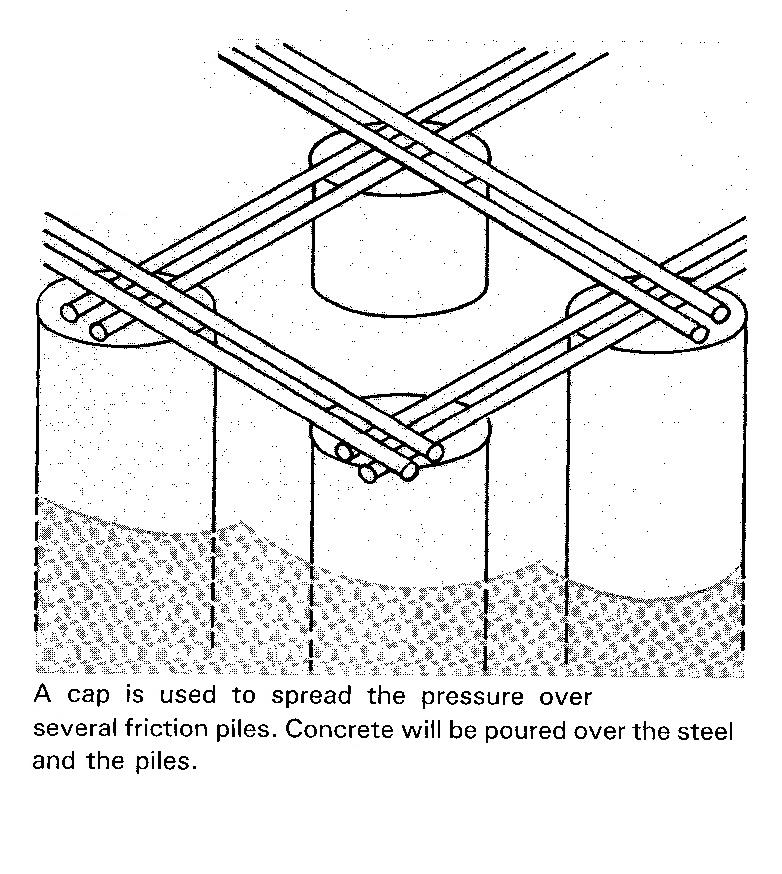 A cap is used to spread the pressure over
several friction piles. Concrete will be poured over the steel
and the piles.